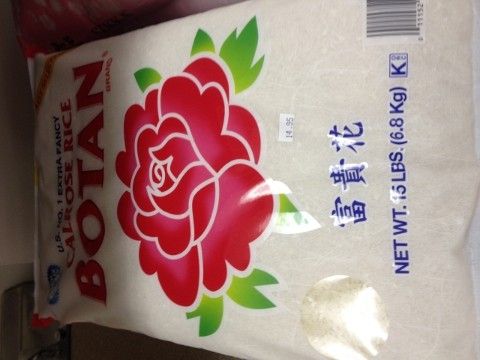 U.S. NO. 1 EXTRA FANCY
CALROSE RICE
BOTAN
BRAND
14.95
富貴花
NET WT. 15 LBS. (6.8 Kg)
K